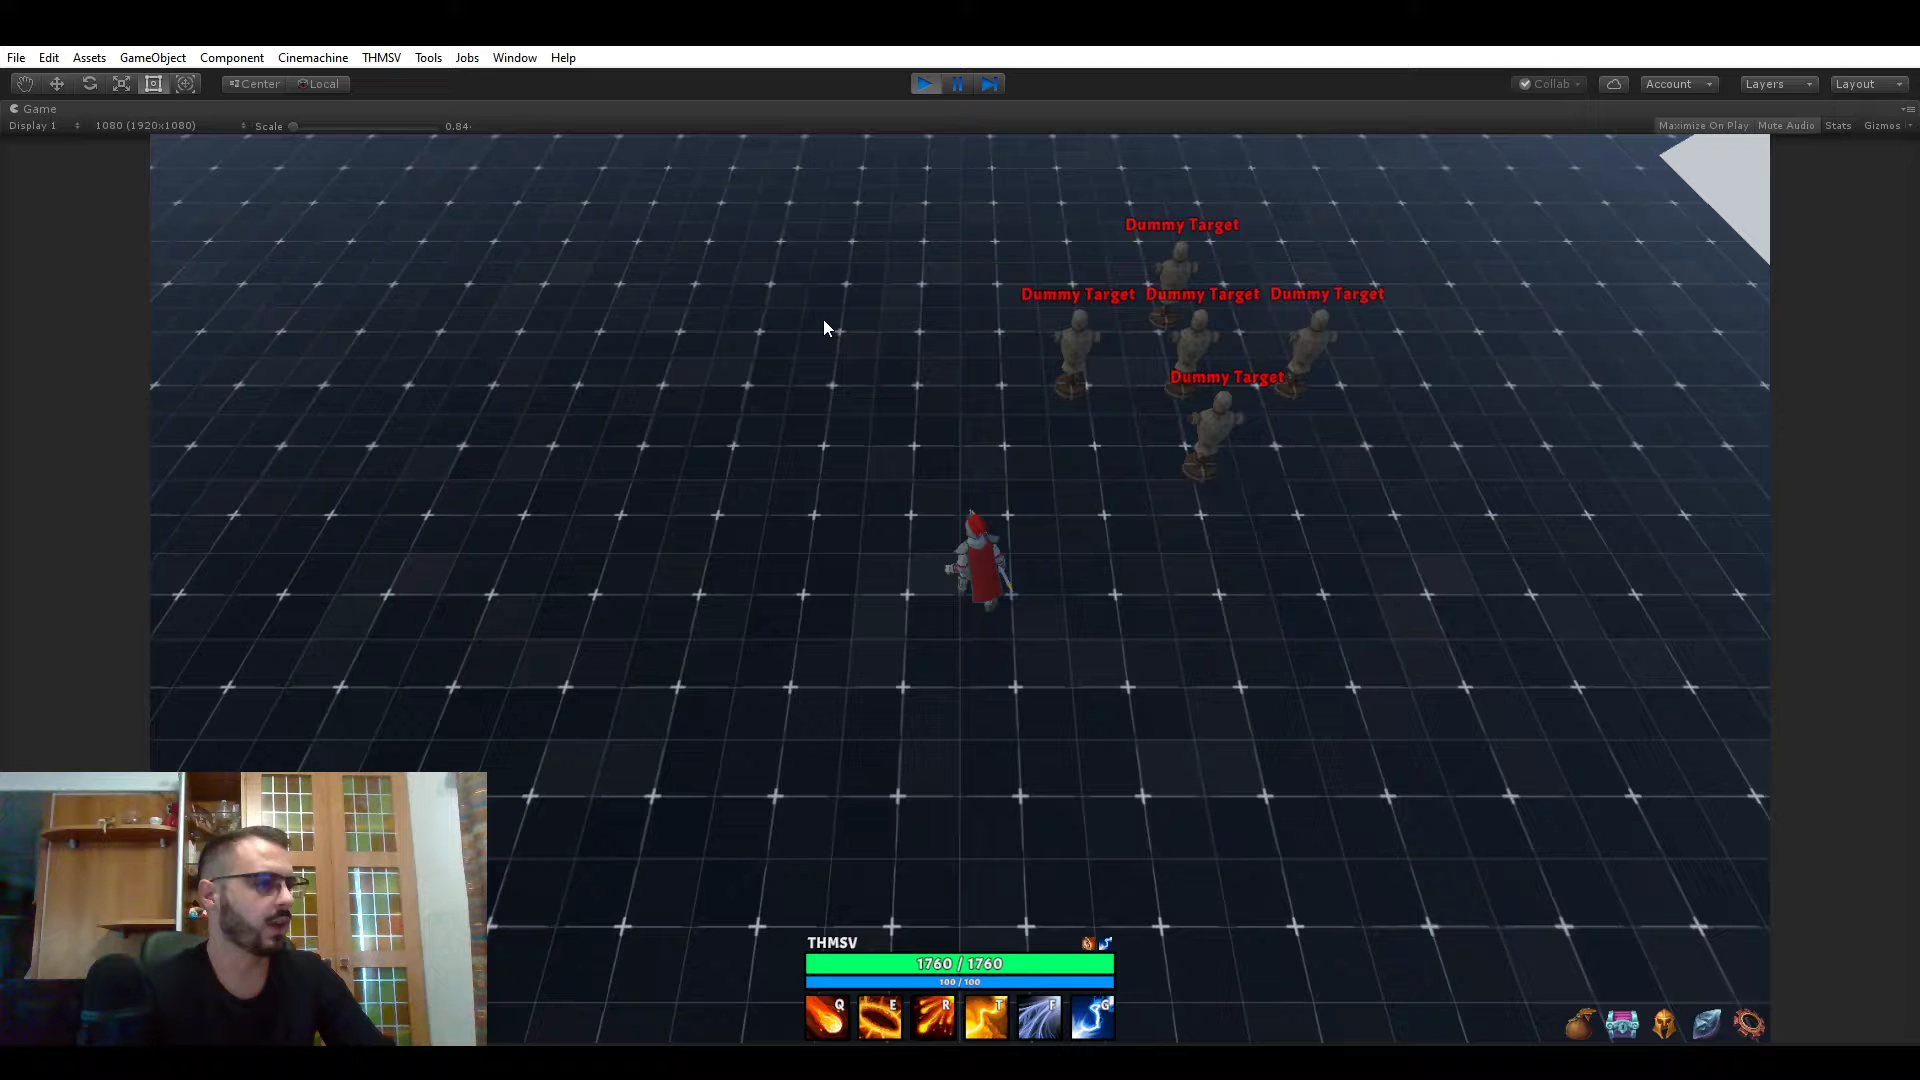 File Edit Assets GameObject Component Cinemachine THMSV Tools Jobs Window Help
Center Local Collab Account Layers Layout
Game
Display 1 1080 (1920x1080) Scale 0.84 Maximize On Play Mute Audio Stats Gizmos
Dummy Target
Dummy Target Dummy Target Dummy Target
Dummy Target
THMSV
1760 / 1760
100 / 100
Q E R T F G